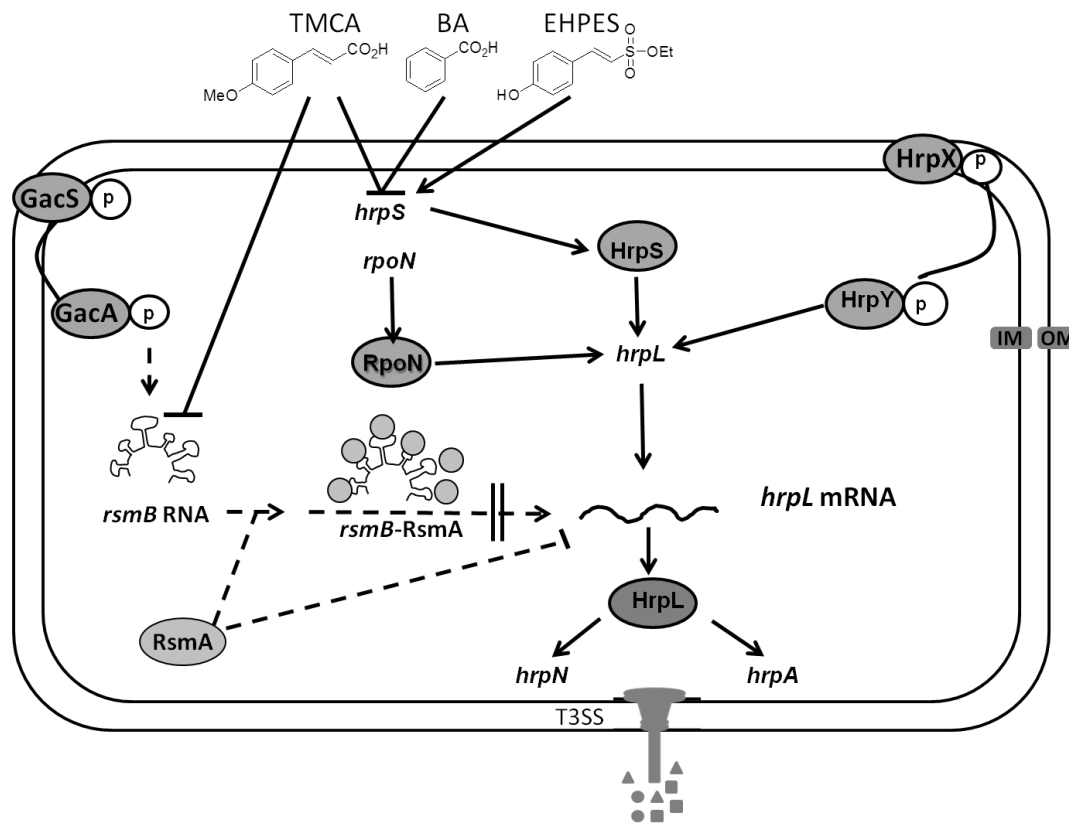 TMCA BA EHPES
CO₂H
MeO
CO₂H
O
S
OEt
O
HO
HrpX p
GacS p
hrpS
HrpS
rpoN
HrpY p
GacA p
RpoN
hrpL
IM OM
rsmB RNA
rsmB-RsmA
hrpL mRNA
RsmA
HrpL
hrpN
hrpA
T3SS